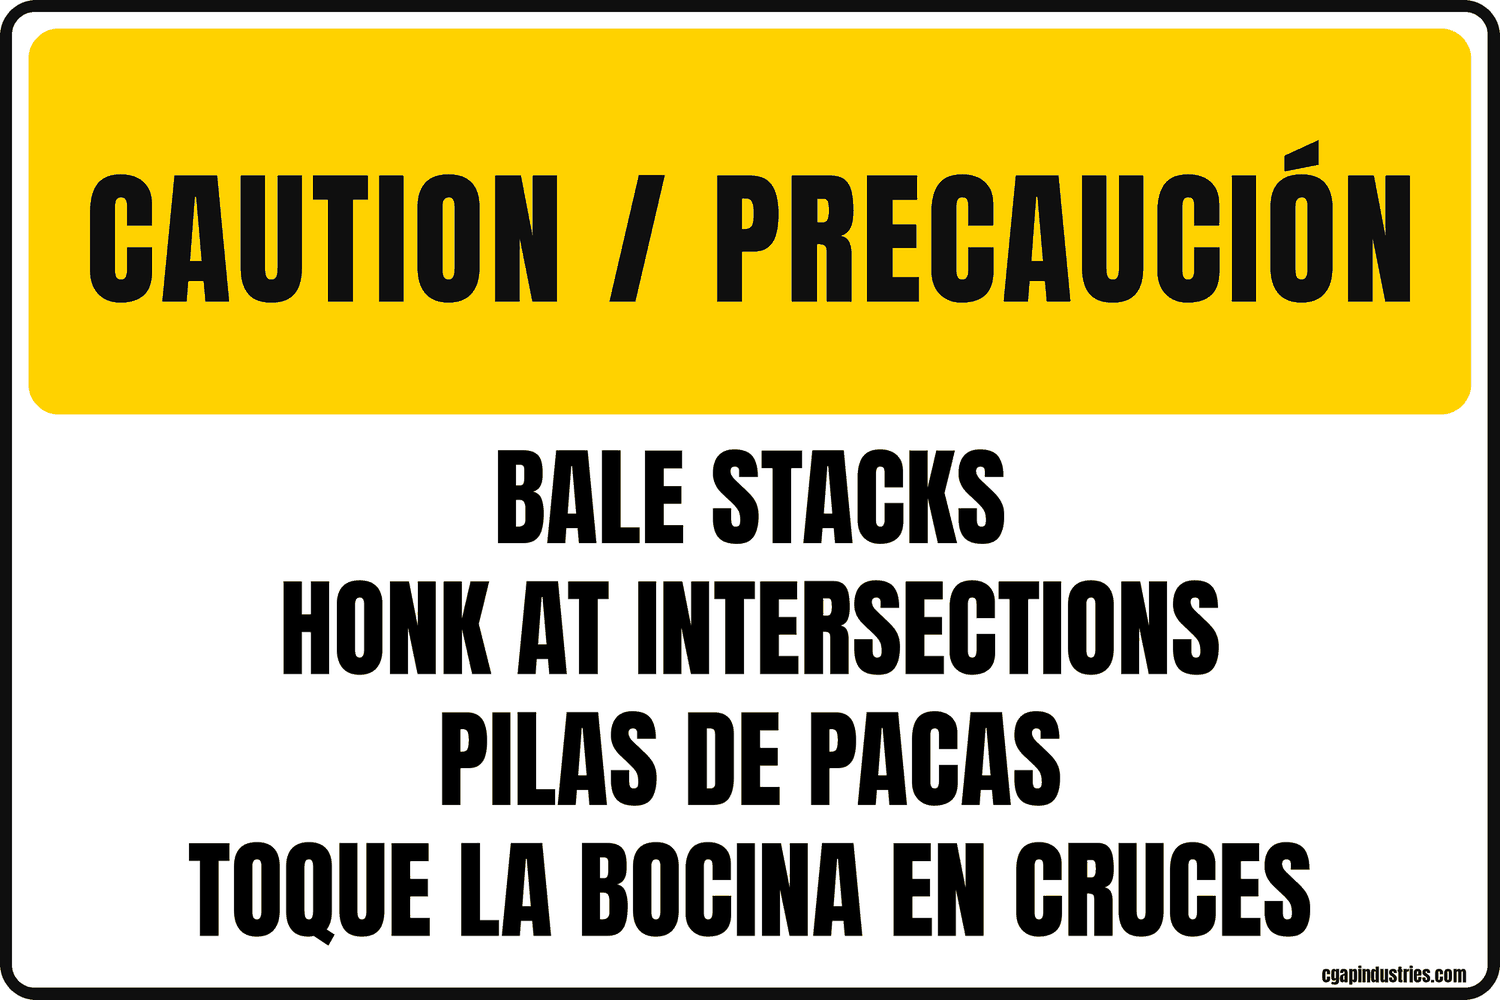 CAUTION / PRECAUCIÓN
BALE STACKS
HONK AT INTERSECTIONS
PILAS DE PACAS
TOQUE LA BOCINA EN CRUCES
cgapindustries.com